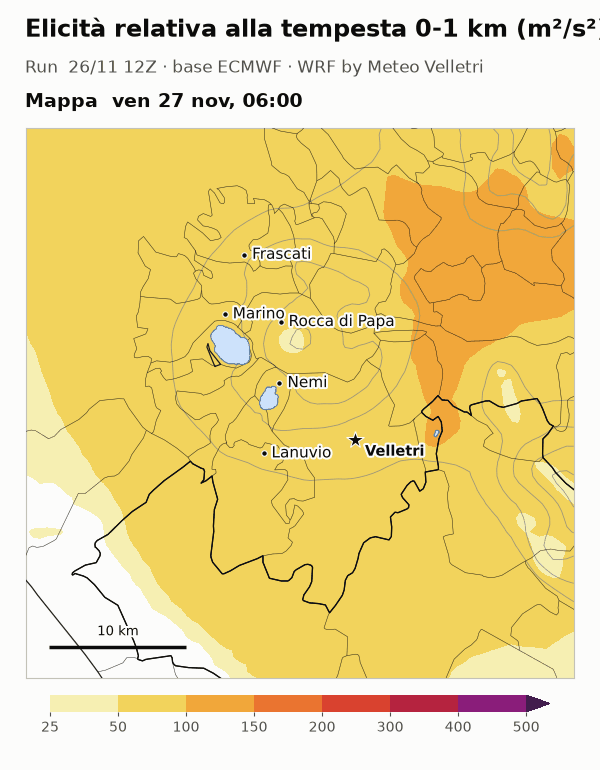 Elicità relativa alla tempesta 0-1 km (m²/s²)
Run  26/11 12Z · base ECMWF · WRF by Meteo Velletri
Mappa  ven 27 nov, 06:00
Frascati
Marino
Rocca di Papa
Nemi
Velletri
Lanuvio
10 km
25 50 100 150 200 300 400 500